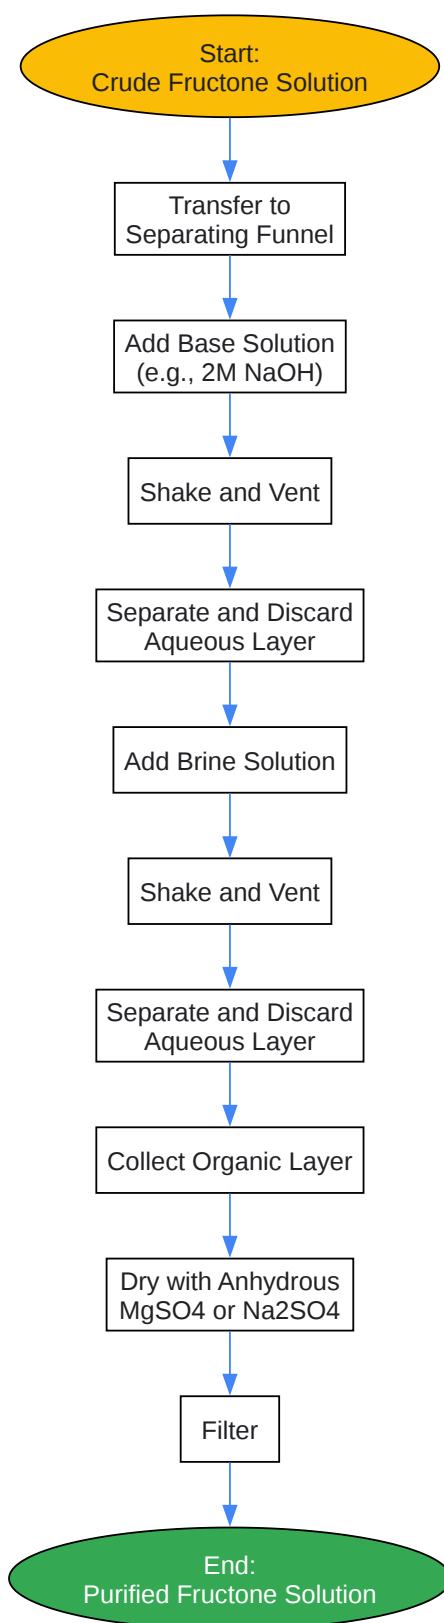 Start:
Crude Fructone Solution
Transfer to
Separating Funnel
Add Base Solution
(e.g., 2M NaOH)
Shake and Vent
Separate and Discard
Aqueous Layer
Add Brine Solution
Shake and Vent
Separate and Discard
Aqueous Layer
Collect Organic Layer
Dry with Anhydrous
MgSO4 or Na2SO4
Filter
End:
Purified Fructone Solution